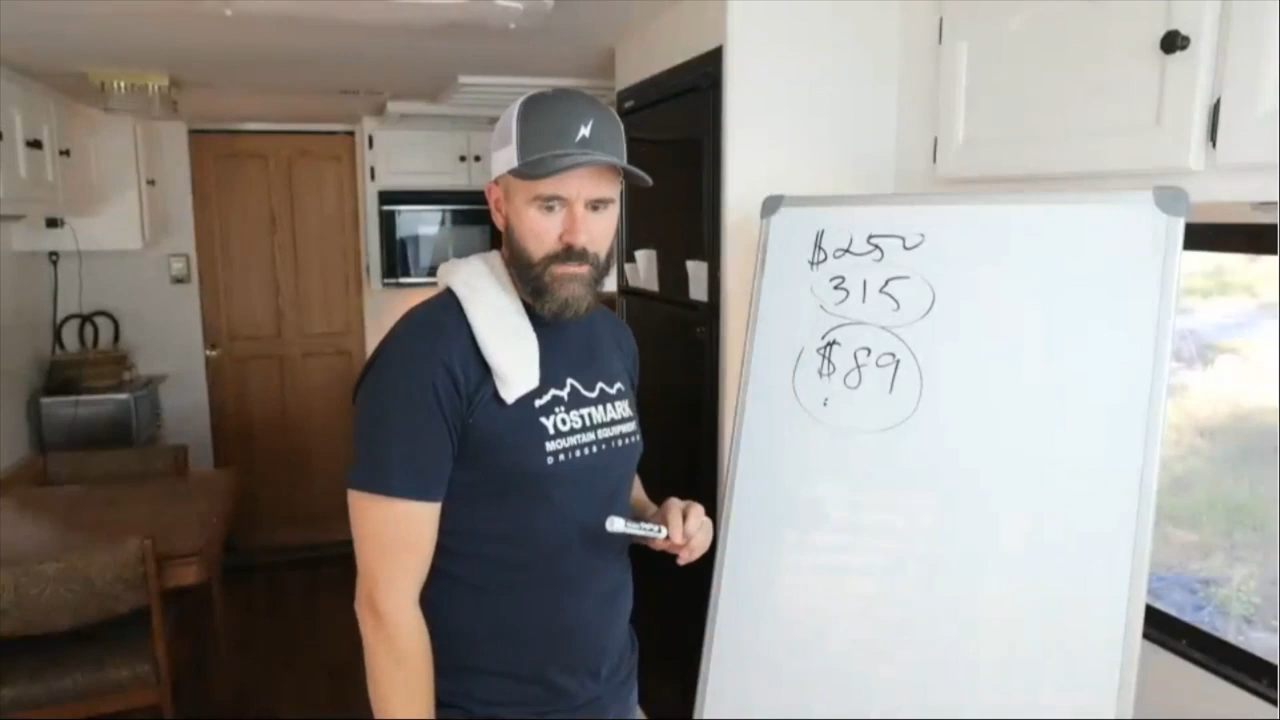 $250
315
$89
YÖSTMARK
MOUNTAIN EQUIPMENT
DRIGGS • IDAHO